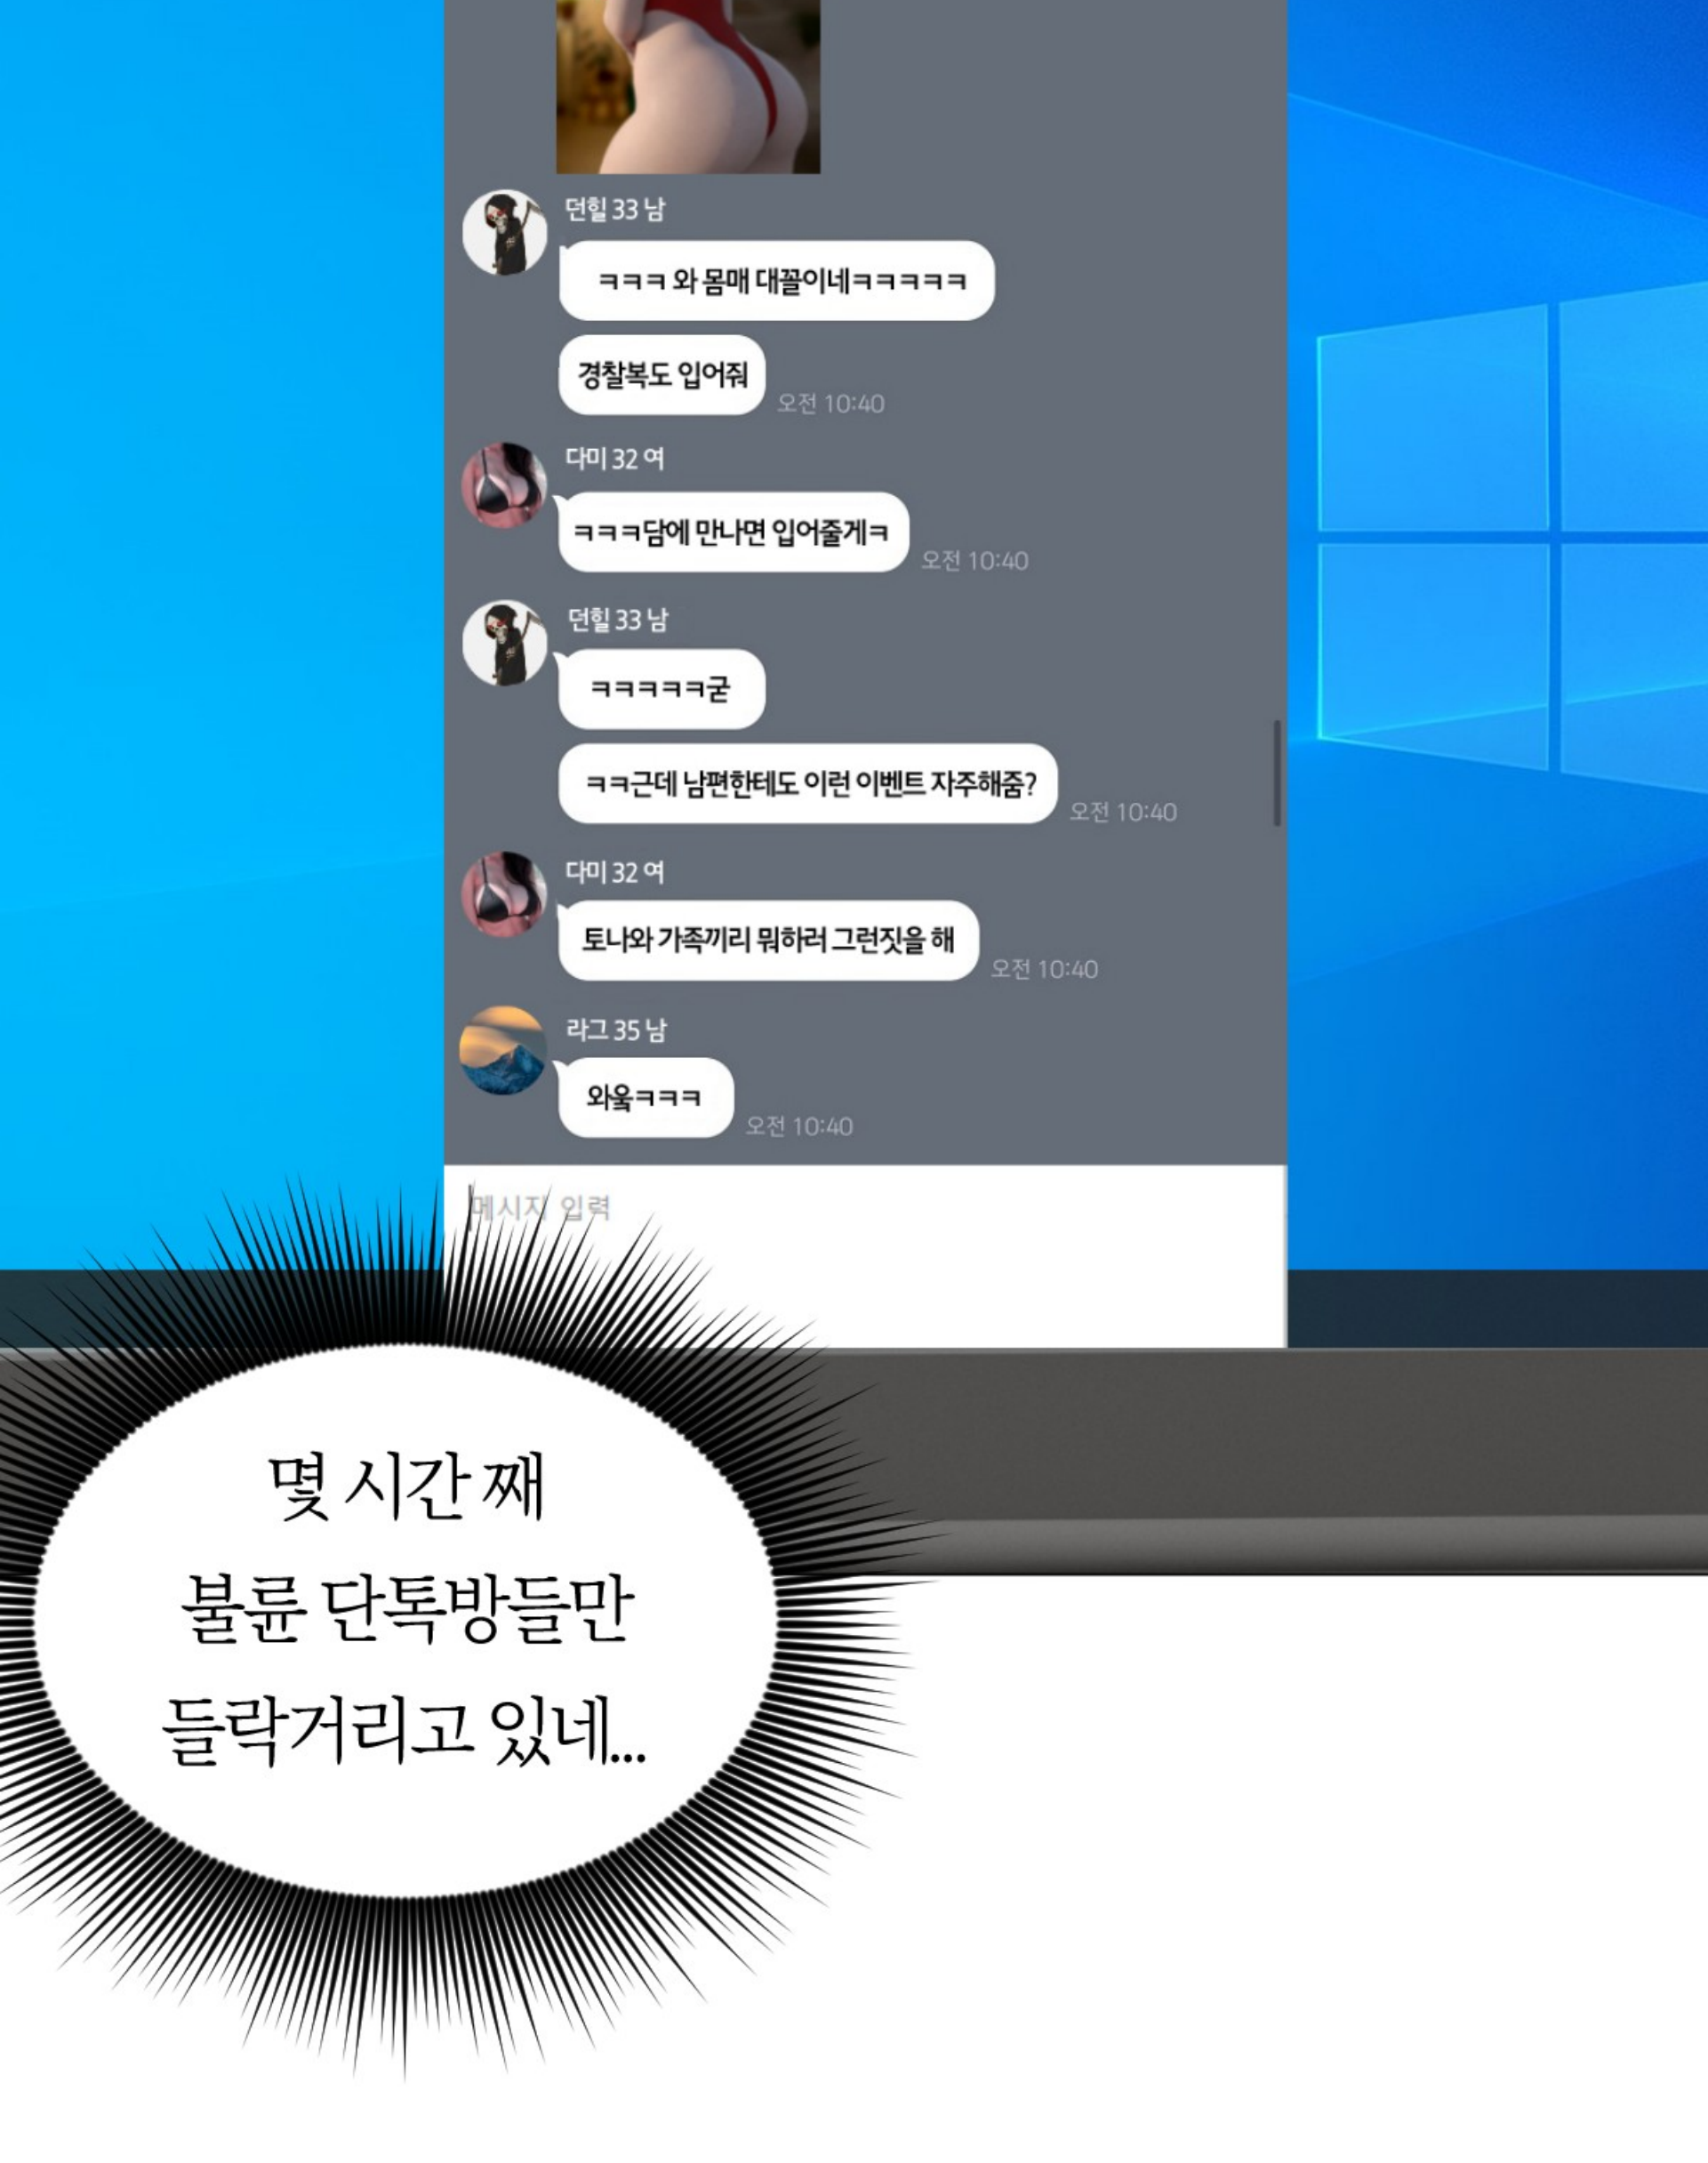 던힐 33 남
ㅋㅋㅋ 와 몸매 대꼴이네ㅋㅋㅋㅋㅋ
경찰복도 입어줘
오전 10:40
다미 32 여
ㅋㅋㅋ담에 만나면 입어줄게ㅋ
오전 10:40
던힐 33 남
ㅋㅋㅋㅋㅋ굳
ㅋㅋ근데 남편한테도 이런 이벤트 자주해줌?
오전 10:40
다미 32 여
토나와 가족끼리 뭐하러 그런짓을 해
오전 10:40
라그 35 남
와웈ㅋㅋㅋ
오전 10:40
메시지 입력
몇 시간 째
불륜 단톡방들만
들락거리고 있네...